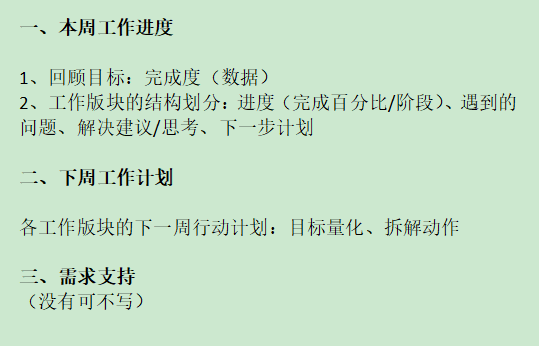 一、本周工作进度
1、回顾目标：完成度（数据）
2、工作版块的结构划分：进度（完成百分比/阶段）、遇到的
问题、解决建议/思考、下一步计划
二、下周工作计划
各工作版块的下一周行动计划：目标量化、拆解动作
三、需求支持
（没有可不写）